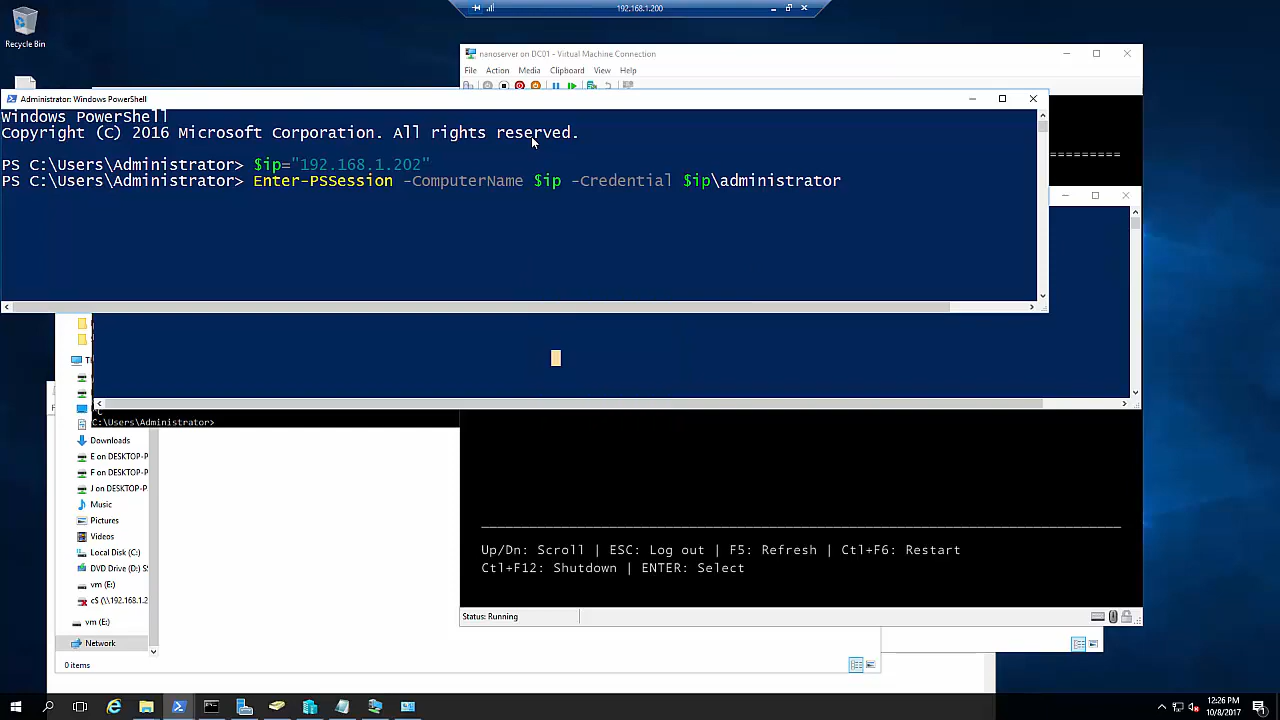 192.168.1.200
Recycle Bin
nanoserver on DC01 - Virtual Machine Connection
File Action Media Clipboard View Help
Administrator: Windows PowerShell
Windows PowerShell
Copyright (C) 2016 Microsoft Corporation. All rights reserved.
PS C:\Users\Administrator> $ip="192.168.1.202"
PS C:\Users\Administrator> Enter-PSSession -ComputerName $ip -Credential $ip\administrator
==========
C:\Users\Administrator>
Downloads
E on DESKTOP-P
F on DESKTOP-P
J on DESKTOP-P
Music
Pictures
Videos
Local Disk (C:)
DVD Drive (D:) S
vm (E:)
cS (\\192.168.1.2
vm (E:)
Network
0 items
Up/Dn: Scroll | ESC: Log out | F5: Refresh | Ctl+F6: Restart
Ctl+F12: Shutdown | ENTER: Select
Status: Running
12:26 PM
10/8/2017